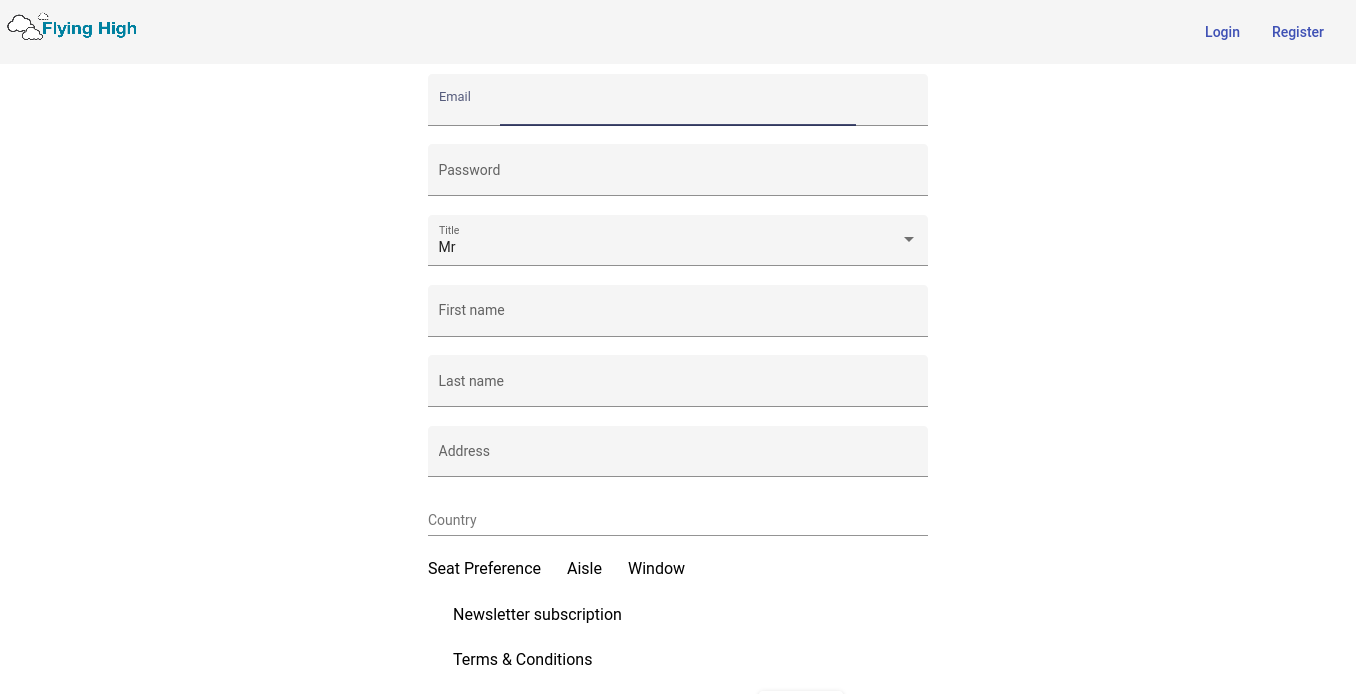 Flying High
Login Register
Email
Password
Title
Mr
First name
Last name
Address
Country
Seat Preference Aisle Window
Newsletter subscription
Terms & Conditions